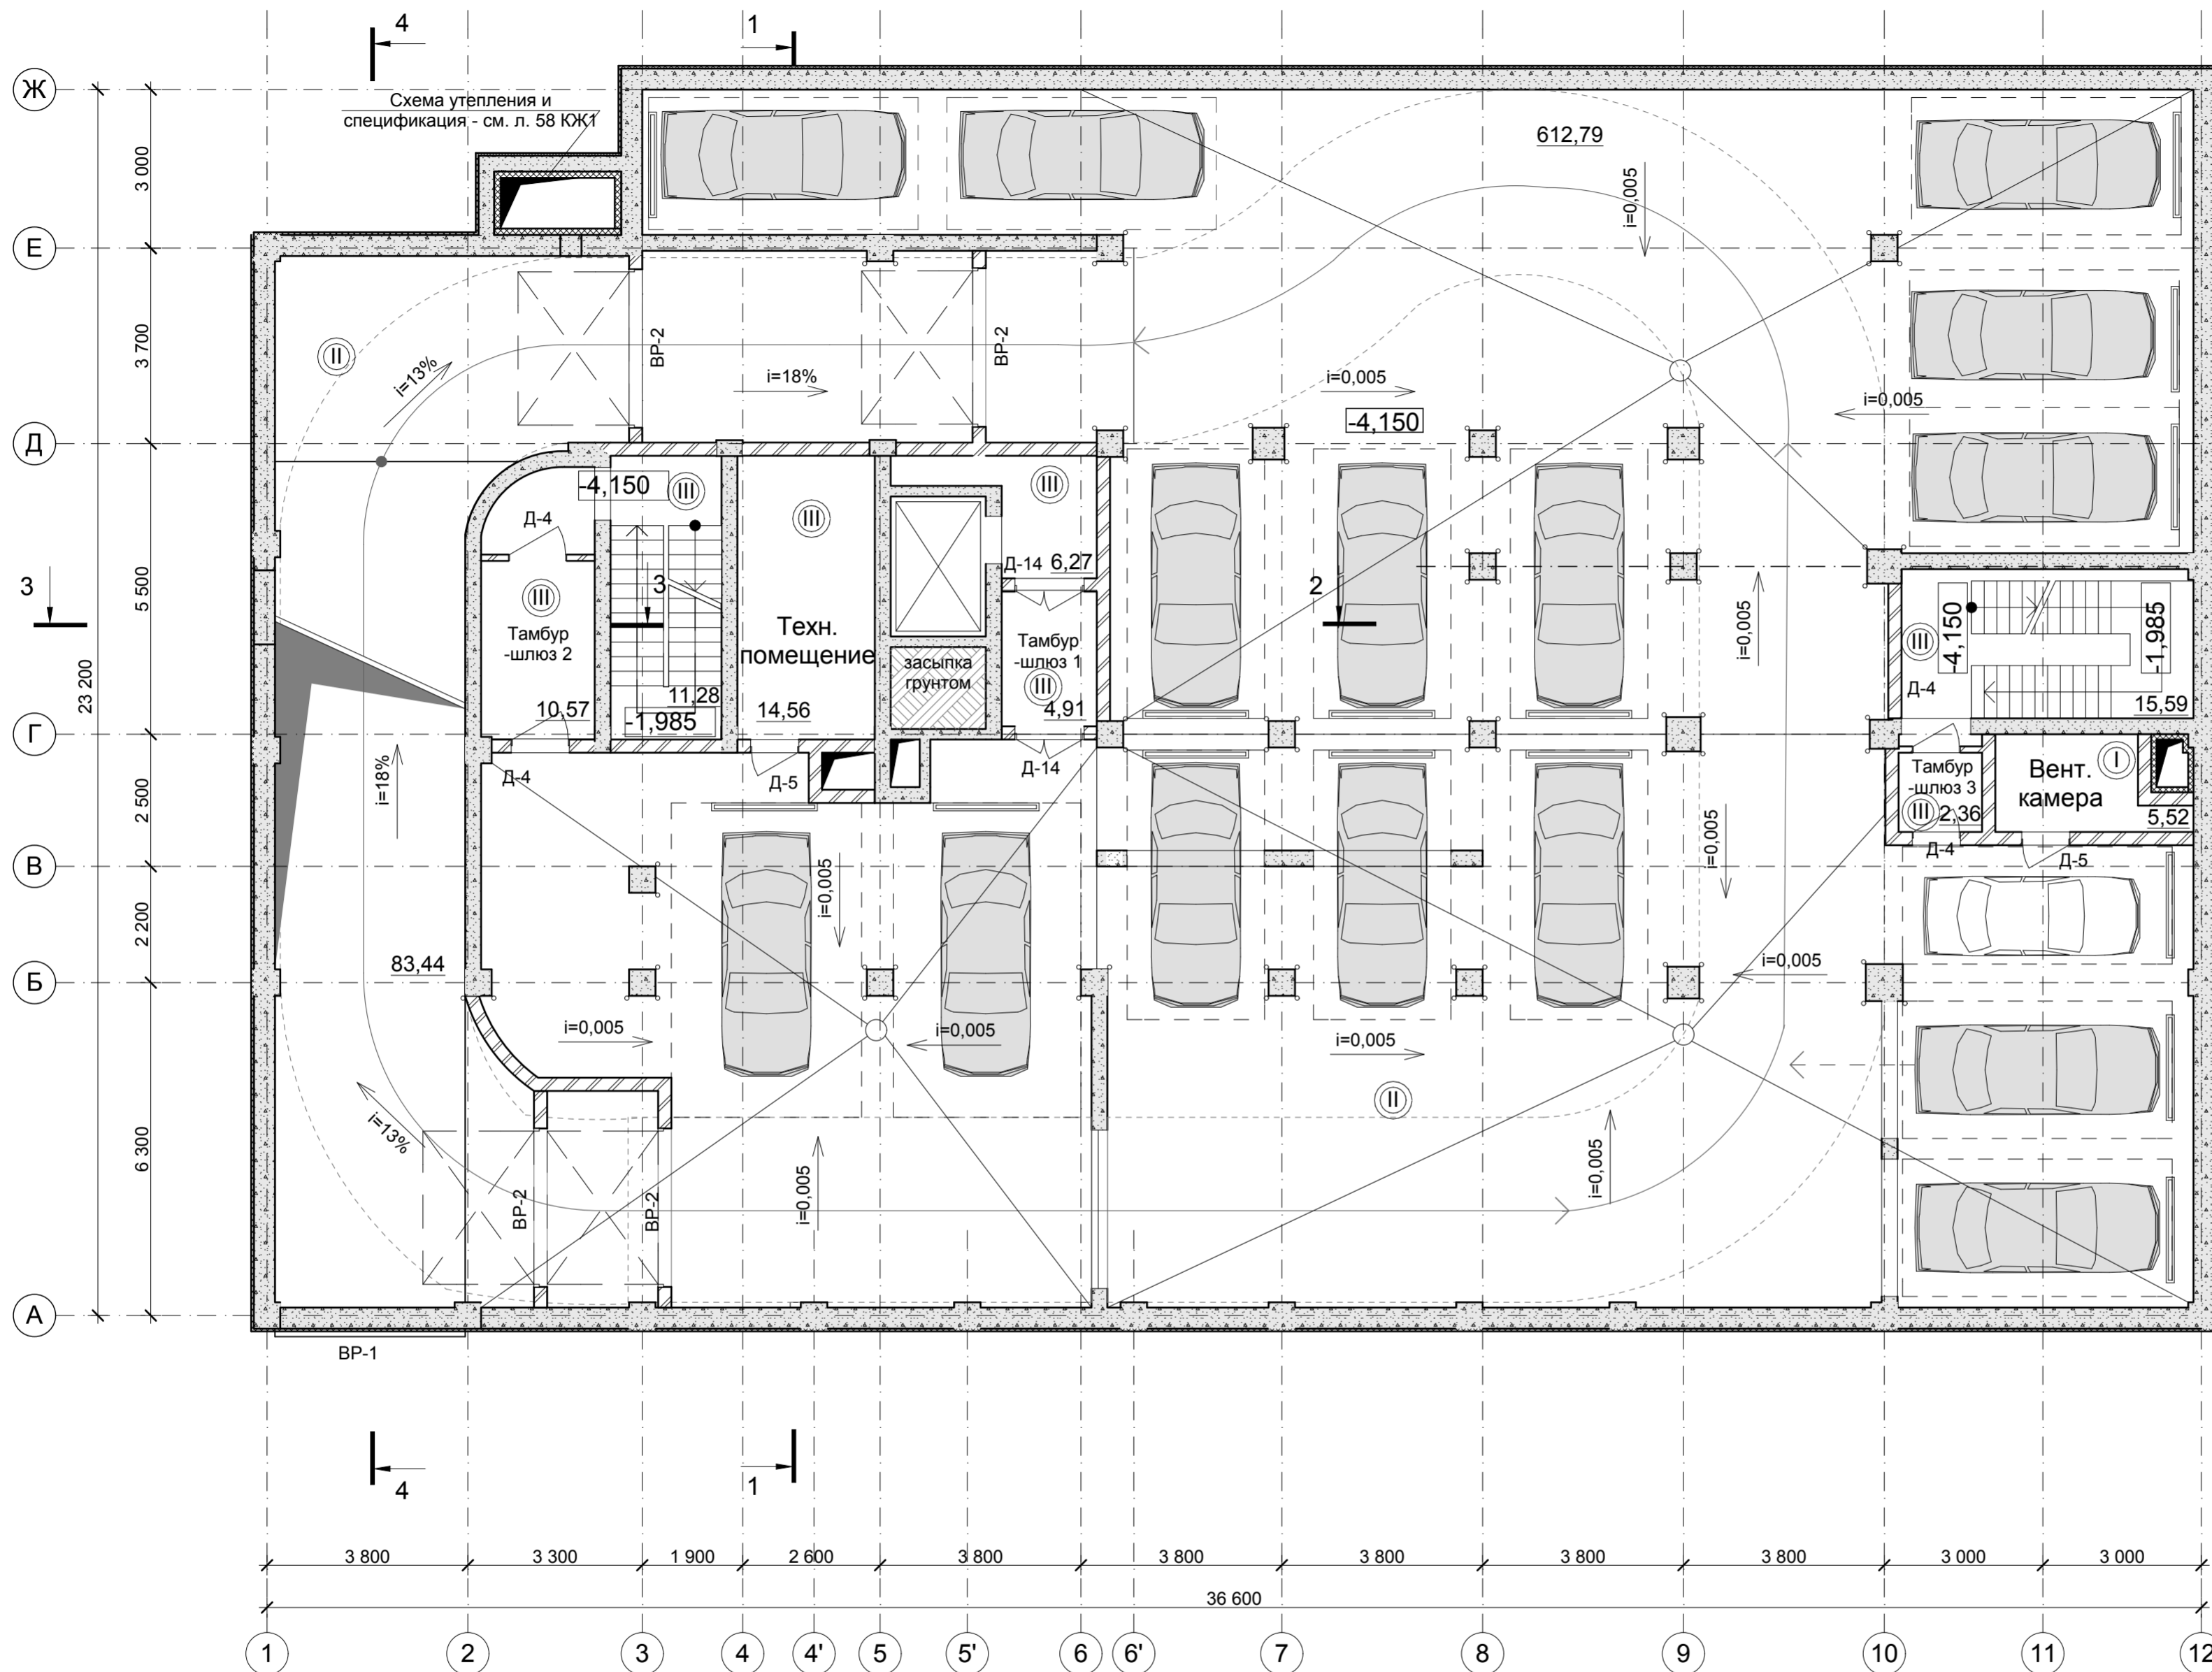 4
1
Ж
Схема утепления и
спецификация - см. л. 58 КЖ1
612,79
3 000
i=0,005
Е
II
3 700
i=13%
ВР-2
ВР-2
i=18%
i=0,005
i=0,005
-4,150
Д
-4,150
III
III
III
Д-4
3
5 500
III
3
Д-14
6,27
2
i=0,005
Тамбур
-шлюз 2
Техн.
помещение
Тамбур
-шлюз 1
засыпка
грунтом
III
III
-4,150
-1,985
23 200
Д-4
10,57
11,28
-1,985
14,56
4,91
15,59
Г
Д-4
i=18%
Д-5
Д-14
Тамбур
-шлюз 3
III
2,36
Вент.
камера
I
5,52
2 500
i=0,005
i=0,005
Д-4
Д-5
В
2 200
83,44
i=0,005
Б
i=0,005
i=0,005
i=0,005
II
i=13%
6 300
i=0,005
i=0,005
ВР-2
ВР-2
А
ВР-1
4
1
3 800
3 300
1 900
2 600
3 800
3 800
3 800
3 800
3 800
3 000
3 000
36 600
1
2
3
4
4'
5
5'
6
6'
7
8
9
10
11
12